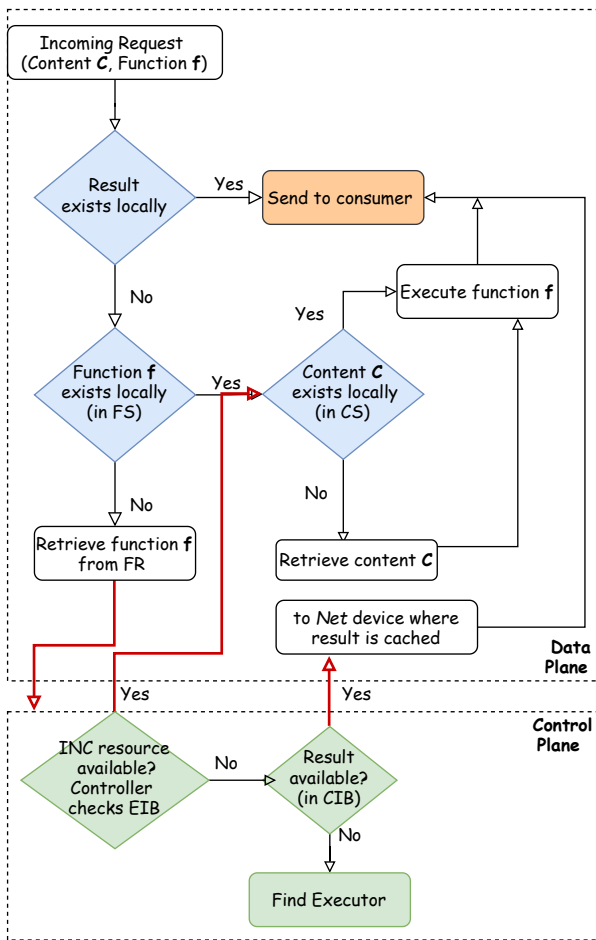 Incoming Request
(Content C, Function f)
Result
exists locally
Yes
Send to consumer
No
Execute function f
Yes
Function f
exists locally
(in FS)
Yes
Content C
exists locally
(in CS)
No
No
Retrieve function f
from FR
Retrieve content C
to Net device where
result is cached
Data
Plane
Yes
Yes
Control
Plane
INC resource
available?
Controller
checks EIB
No
Result
available?
(in CIB)
No
Find Executor